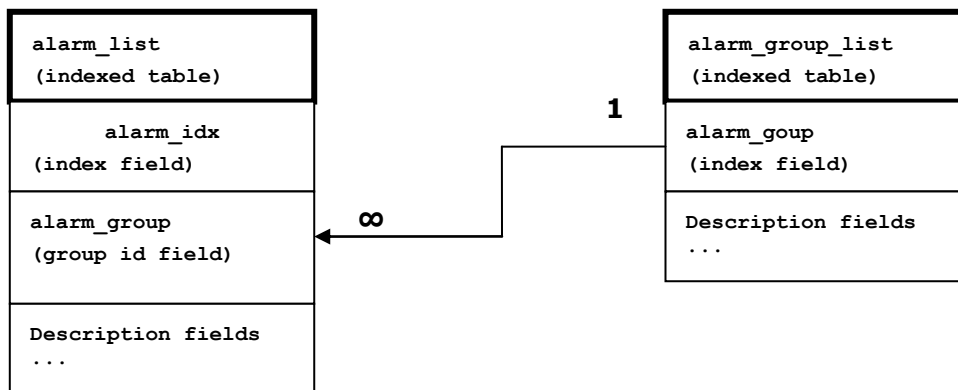 alarm_list
(indexed table)
alarm_idx
(index field)
alarm_group
(group id field)
Description fields
...
∞
1
alarm_group_list
(indexed table)
alarm_goup
(index field)
Description fields
...